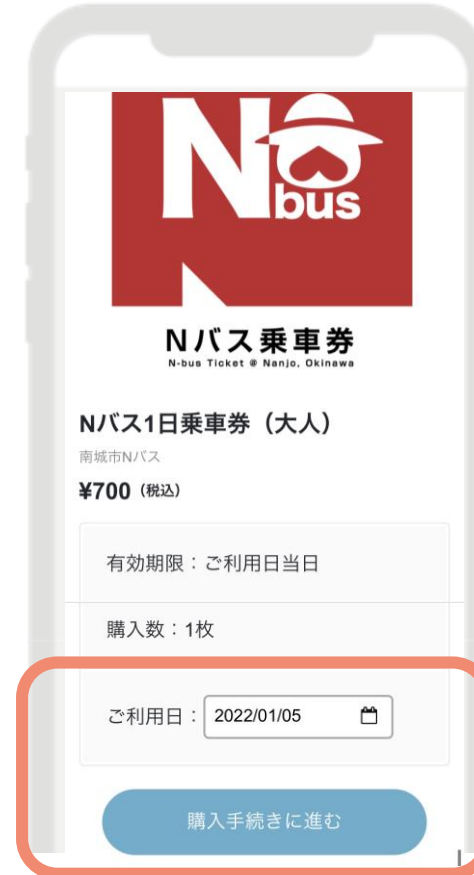 N
bus
Nバス乗車券
N-bus Ticket @ Nanjo, Okinawa
Nバス1日乗車券（大人）
南城市Nバス
¥700（税込）
有効期限：ご利用日当日
購入数：1枚
ご利用日：2022/01/05
購入手続きに進む